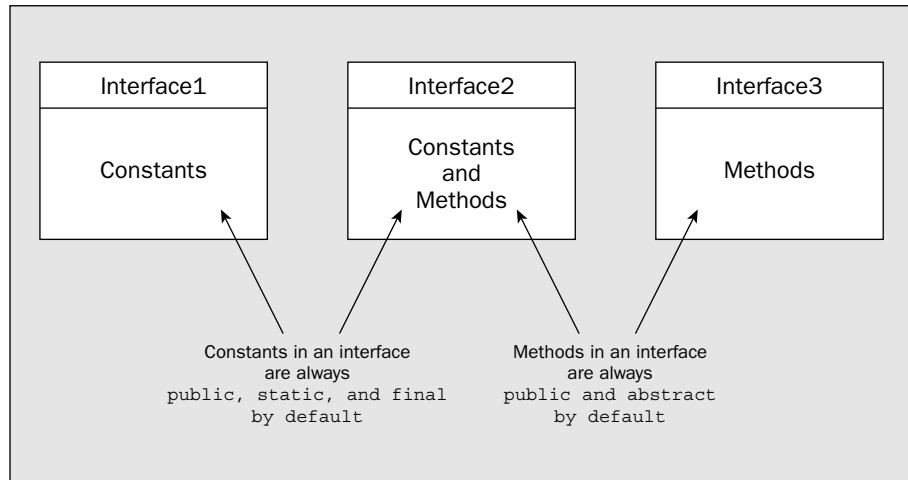 Interface1
Constants
Interface2
Constants
and
Methods
Interface3
Methods
Constants in an interface
are always
public, static, and final
by default
Methods in an interface
are always
public and abstract
by default